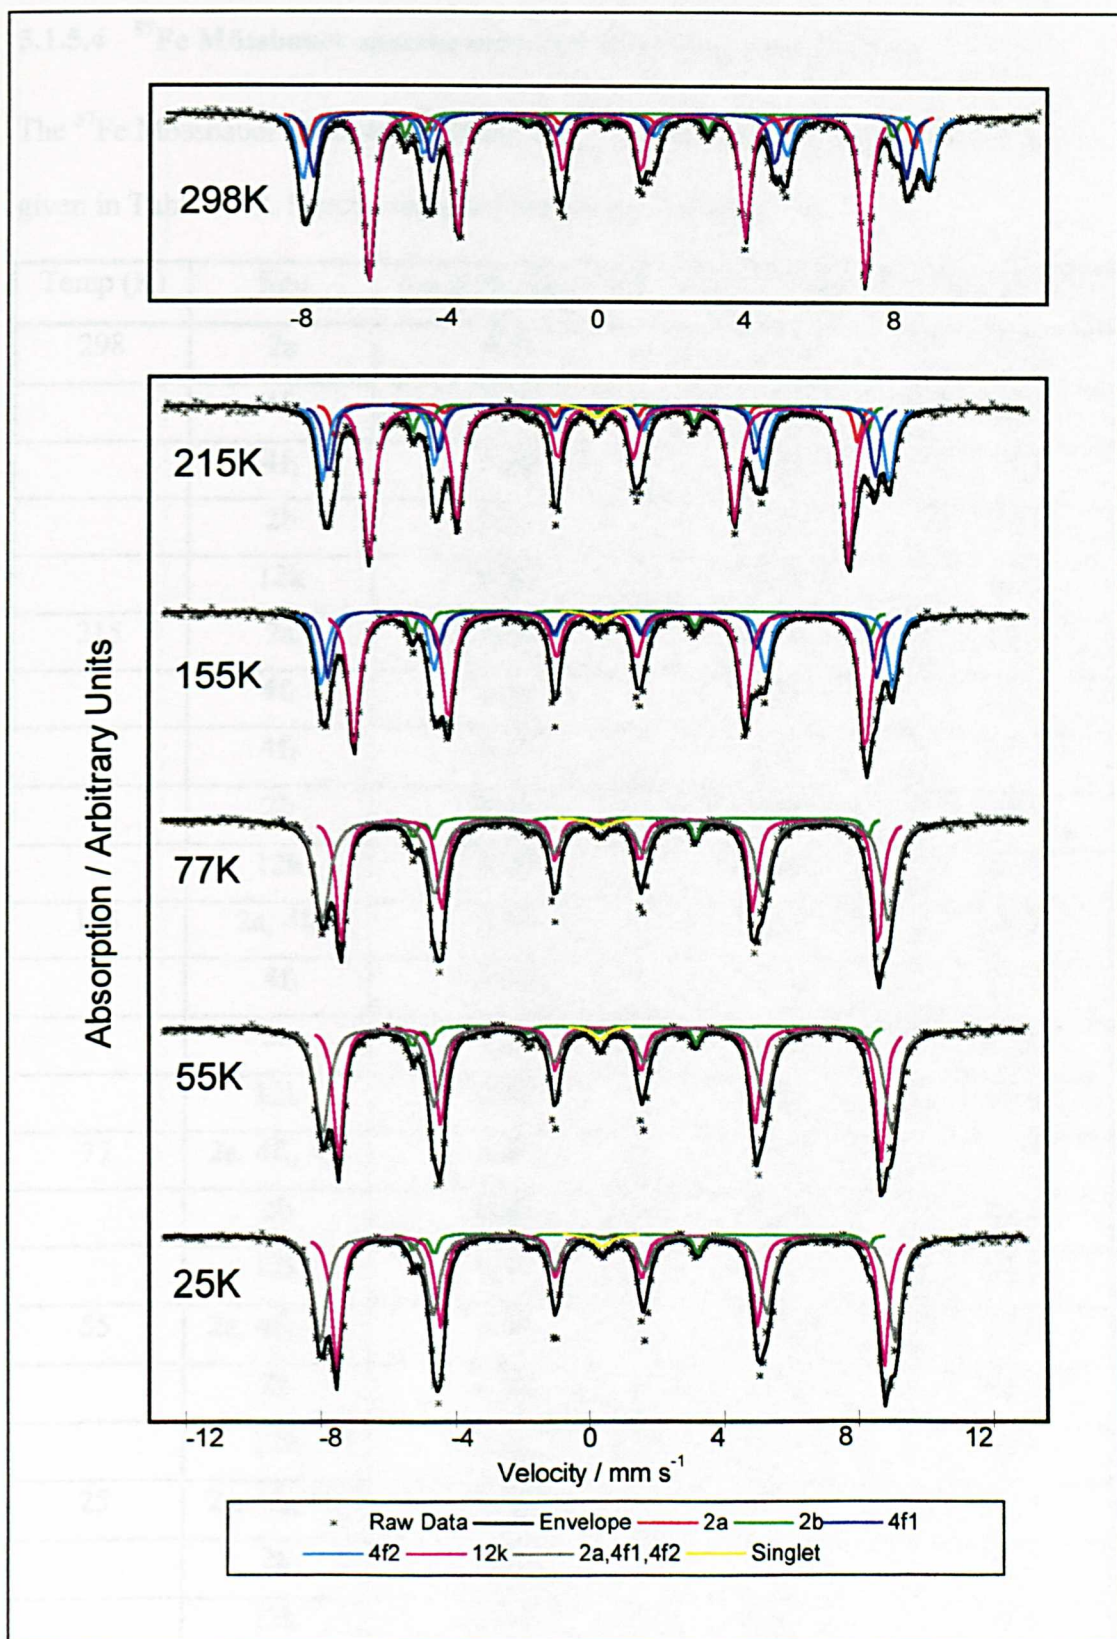 298K
-8 -4 0 4 8
215K
155K
77K
55K
25K
Absorption / Arbitrary Units
-12 -8 -4 0 4 8 12
Velocity / mm s⁻¹
Raw Data Envelope 2a 2b 4f1
4f2 12k 2a,4f1,4f2 Singlet